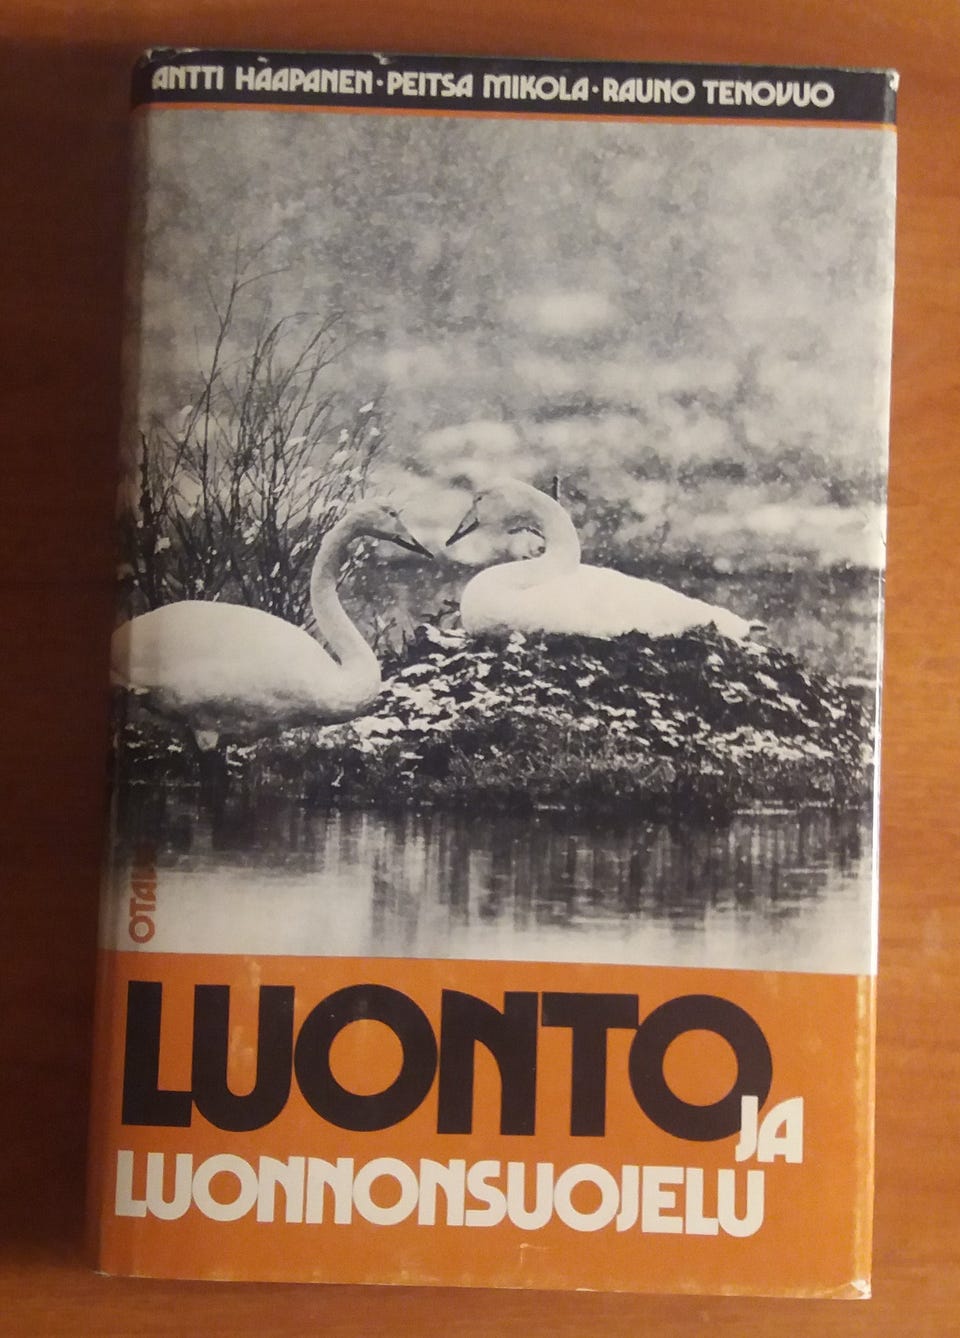 ANTTI HAAPANEN · PEITSA MIKOLA · RAUNO TENOVUO
LUONTO
JA
LUONNONSUOJELU